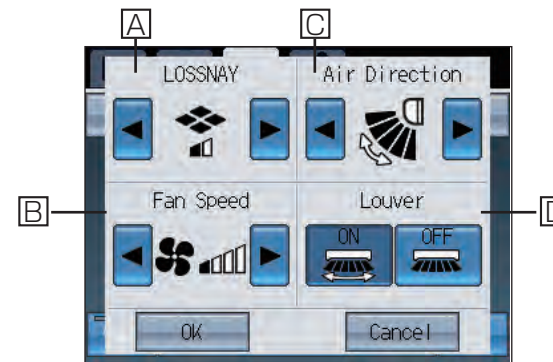 A
C
LOSSNAY
Air Direction
B
Fan Speed
Louver
D
ON
OFF
OK
Cancel